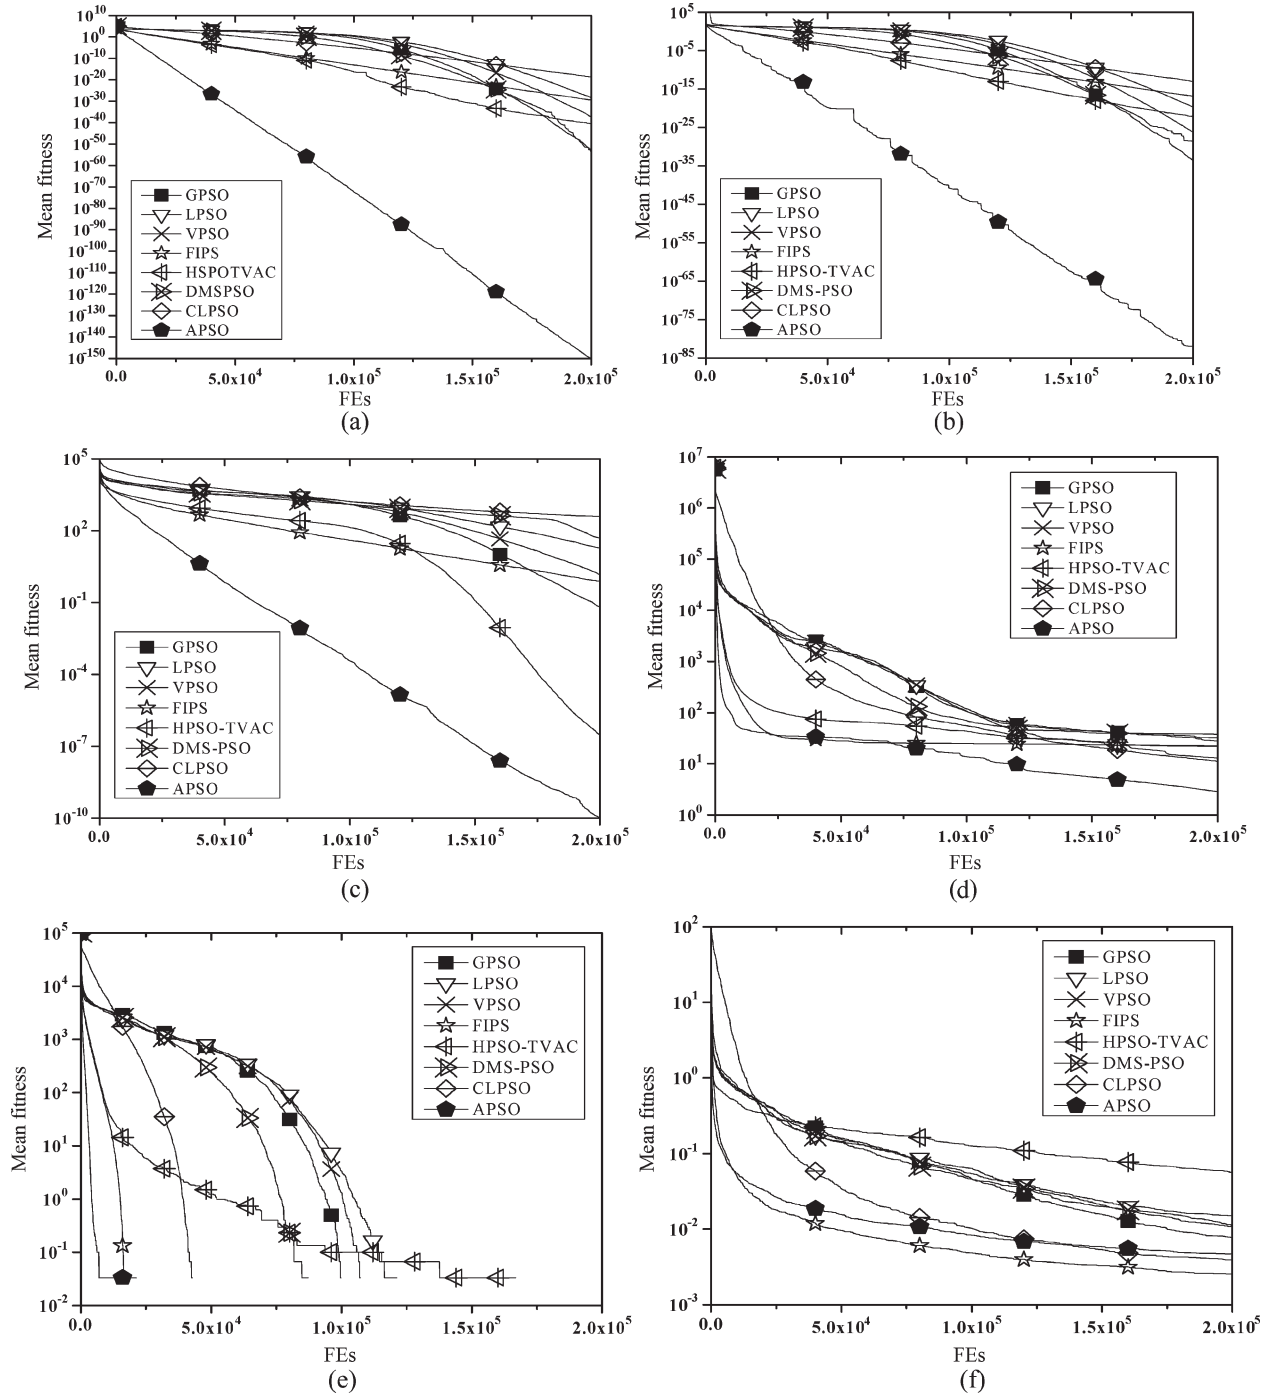 10^10
10^0
10^-10
10^-20
10^-30
10^-40
10^-50
10^-60
10^-70
10^-80
10^-90
10^-100
10^-110
10^-120
10^-130
10^-140
10^-150
Mean fitness
GPSO
LPSO
VPSO
FIPS
HSPOTVAC
DMSPSO
CLPSO
APSO
0.0 5.0x10^4 1.0x10^5 1.5x10^5 2.0x10^5
FEs
(a)
10^5
10^-5
10^-15
10^-25
10^-35
10^-45
10^-55
10^-65
10^-75
10^-85
Mean fitness
GPSO
LPSO
VPSO
FIPS
HPSO-TVAC
DMS-PSO
CLPSO
APSO
0.0 5.0x10^4 1.0x10^5 1.5x10^5 2.0x10^5
FEs
(b)
10^5
10^2
10^-1
10^-4
10^-7
10^-10
Mean fitness
GPSO
LPSO
VPSO
FIPS
HPSO-TVAC
DMS-PSO
CLPSO
APSO
0.0 5.0x10^4 1.0x10^5 1.5x10^5 2.0x10^5
FEs
(c)
10^7
10^6
10^5
10^4
10^3
10^2
10^1
10^0
Mean fitness
GPSO
LPSO
VPSO
FIPS
HPSO-TVAC
DMS-PSO
CLPSO
APSO
0.0 5.0x10^4 1.0x10^5 1.5x10^5 2.0x10^5
FEs
(d)
10^5
10^4
10^3
10^2
10^1
10^0
10^-1
10^-2
Mean fitness
GPSO
LPSO
VPSO
FIPS
HPSO-TVAC
DMS-PSO
CLPSO
APSO
0.0 5.0x10^4 1.0x10^5 1.5x10^5 2.0x10^5
FEs
(e)
10^2
10^1
10^0
10^-1
10^-2
10^-3
Mean fitness
GPSO
LPSO
VPSO
FIPS
HPSO-TVAC
DMS-PSO
CLPSO
APSO
0.0 5.0x10^4 1.0x10^5 1.5x10^5 2.0x10^5
FEs
(f)